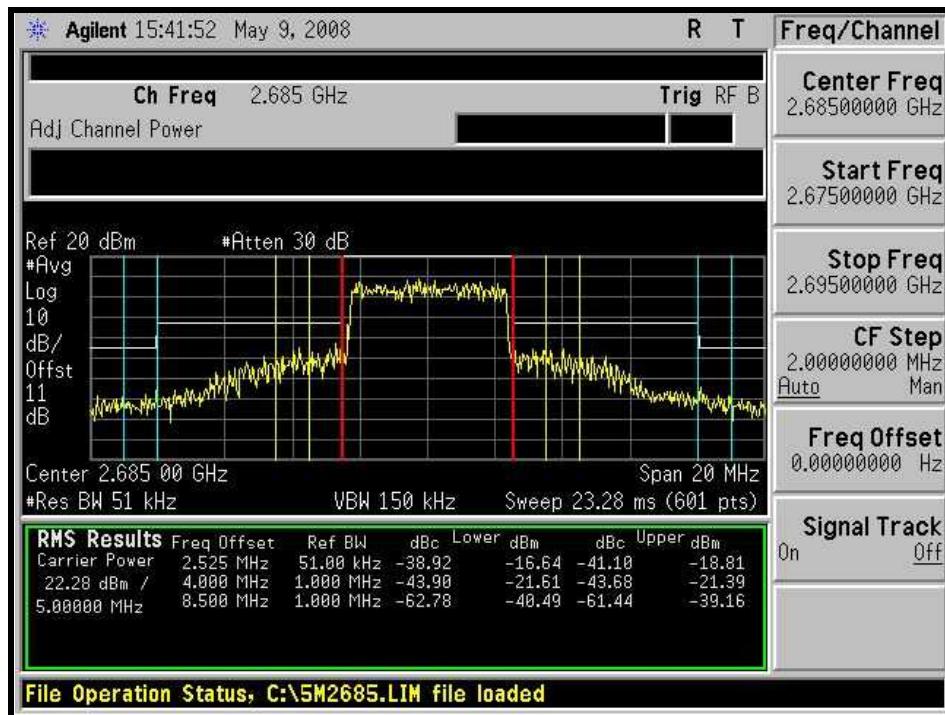 Agilent 15:41:52 May 9, 2008 R T
Freq/Channel
Ch Freq 2.685 GHz Trig RF B
Adj Channel Power
Center Freq
2.68500000 GHz
Start Freq
2.67500000 GHz
Stop Freq
2.69500000 GHz
CF Step
2.00000000 MHz
Auto Man
Freq Offset
0.00000000 Hz
Signal Track
On Off
Ref 20 dBm #Atten 30 dB
#Avg
Log
10
dB/
Offst
11
dB
Center 2.685 00 GHz Span 20 MHz
#Res BW 51 kHz VBW 150 kHz Sweep 23.28 ms (601 pts)
RMS Results Freq Offset Ref BW dBc Lower dBm dBc Upper dBm
Carrier Power 2.525 MHz 51.00 kHz -38.92 -16.64 -41.10 -18.81
22.28 dBm / 4.000 MHz 1.000 MHz -43.90 -21.61 -43.68 -21.39
5.00000 MHz 8.500 MHz 1.000 MHz -62.78 -40.49 -61.44 -39.16
File Operation Status, C:\5M2685.LIM file loaded